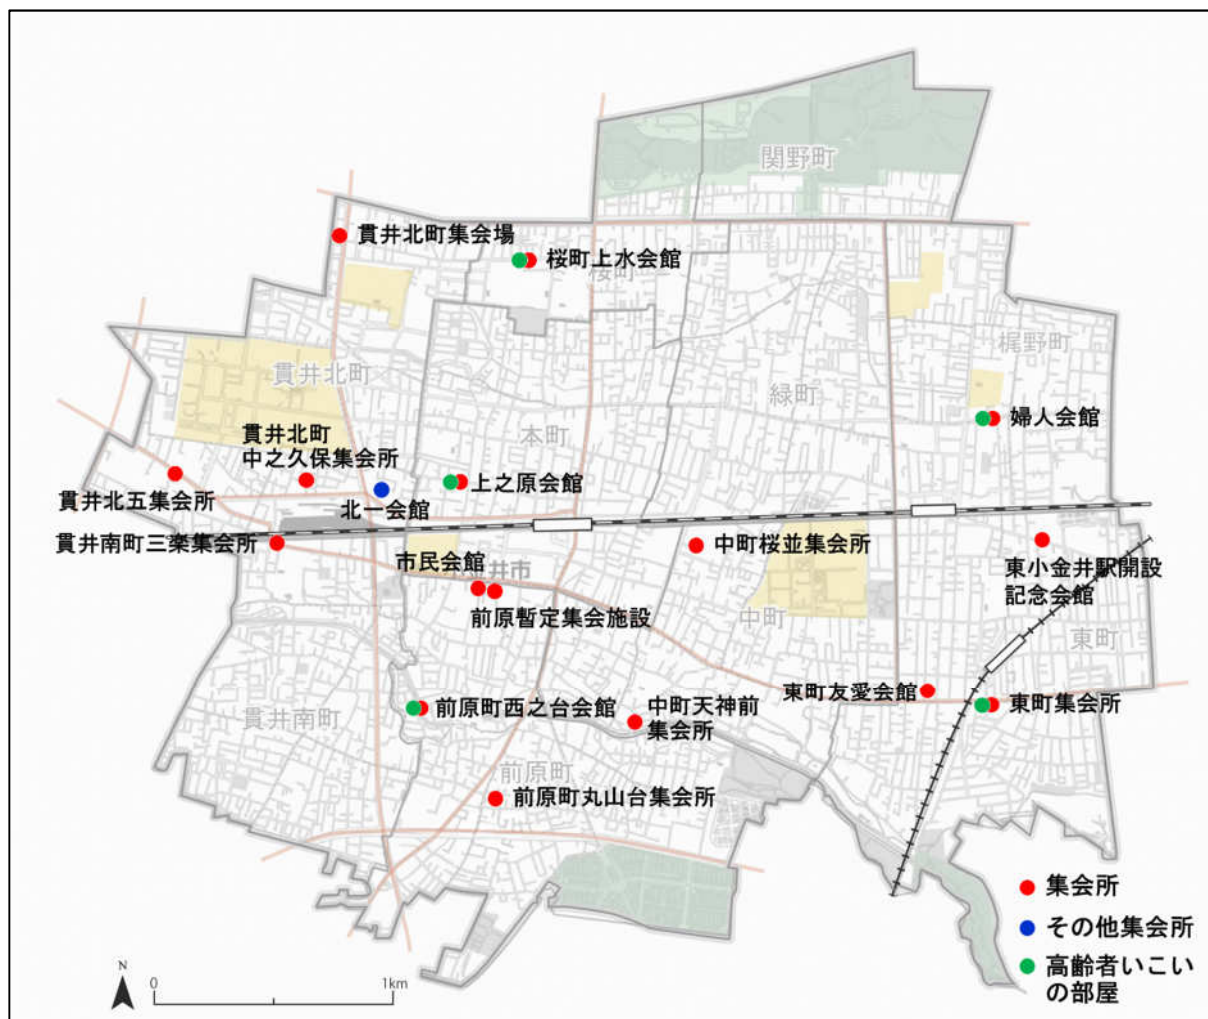 関野町
貫井北町集会場
桜町上水会館
桜町
梶野町
貫井北町
緑町
婦人会館
本町
貫井北町
中之久保集会所
上之原会館
貫井北五集会所
北一会館
貫井南町三楽集会所
中町桜並集会所
市民会館
井市
東小金井駅開設
記念会館
前原暫定集会施設
中町
東町
東町友愛会館
前原町西之台会館
中町天神前
集会所
東町集会所
貫井南町
前原町
前原町丸山台集会所
集会所
その他集会所
高齢者いこい
の部屋
N
0
1km